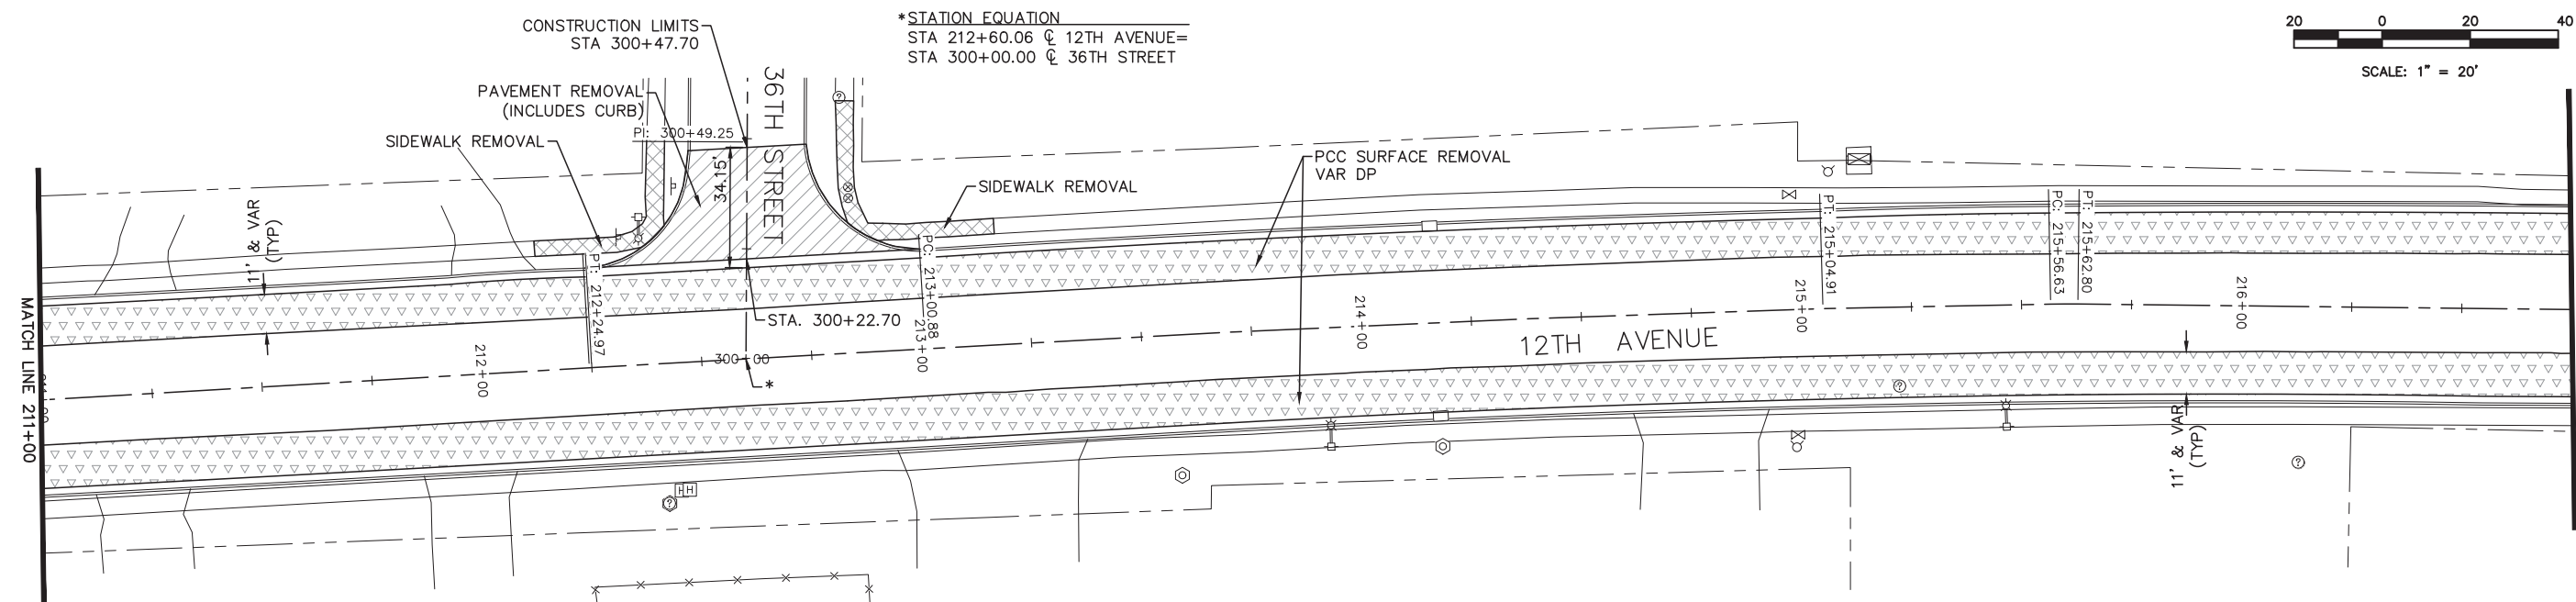 CONSTRUCTION LIMITS
STA 300+47.70
*STATION EQUATION
STA 212+60.06 ℄ 12TH AVENUE=
STA 300+00.00 ℄ 36TH STREET
20 0 20 40
SCALE: 1" = 20'
PAVEMENT REMOVAL
(INCLUDES CURB)
PI: 300+49.25
SIDEWALK REMOVAL
36TH STREET
34.15'
SIDEWALK REMOVAL
PCC SURFACE REMOVAL
VAR DP
11' & VAR
(TYP)
PT: 212+24.97
PC: 213+00.88
PT: 215+04.91
PC: 215+56.63
PT: 215+62.80
STA. 300+22.70
MATCH LINE 211+00
211+00
212+00
300+00
*
213+00
214+00
215+00
216+00
12TH AVENUE
11' & VAR
(TYP)
?
?
?
?
H
H